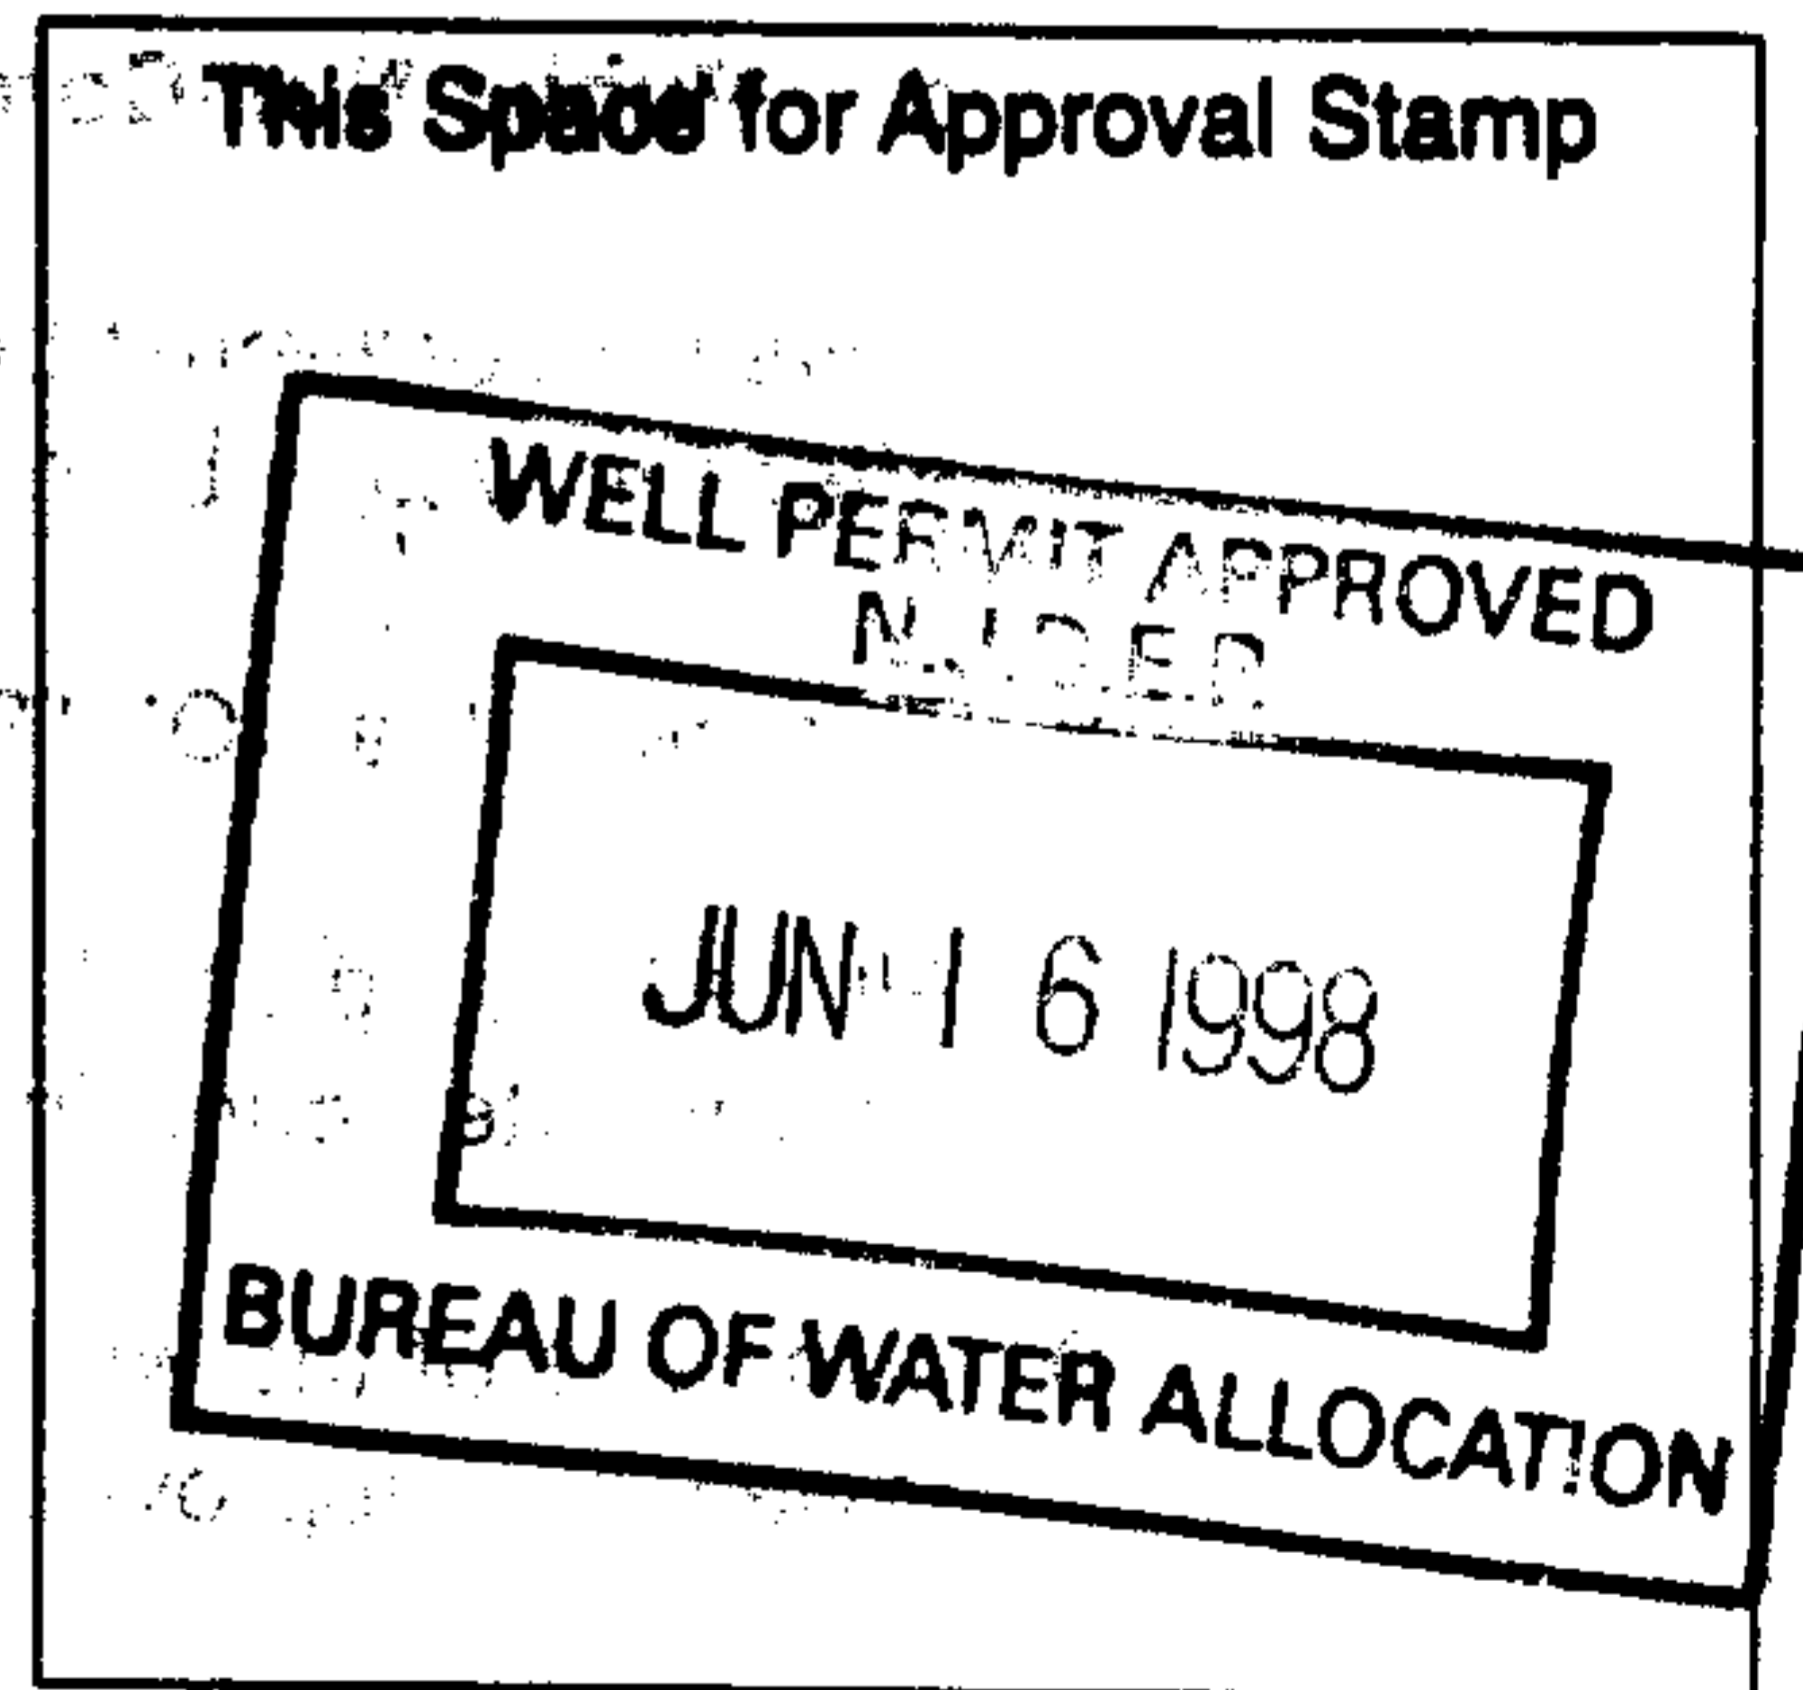 This Space for Approval Stamp
WELL PERMIT APPROVED
N.J.D.E.P.
JUN 16 1998
BUREAU OF WATER ALLOCATION